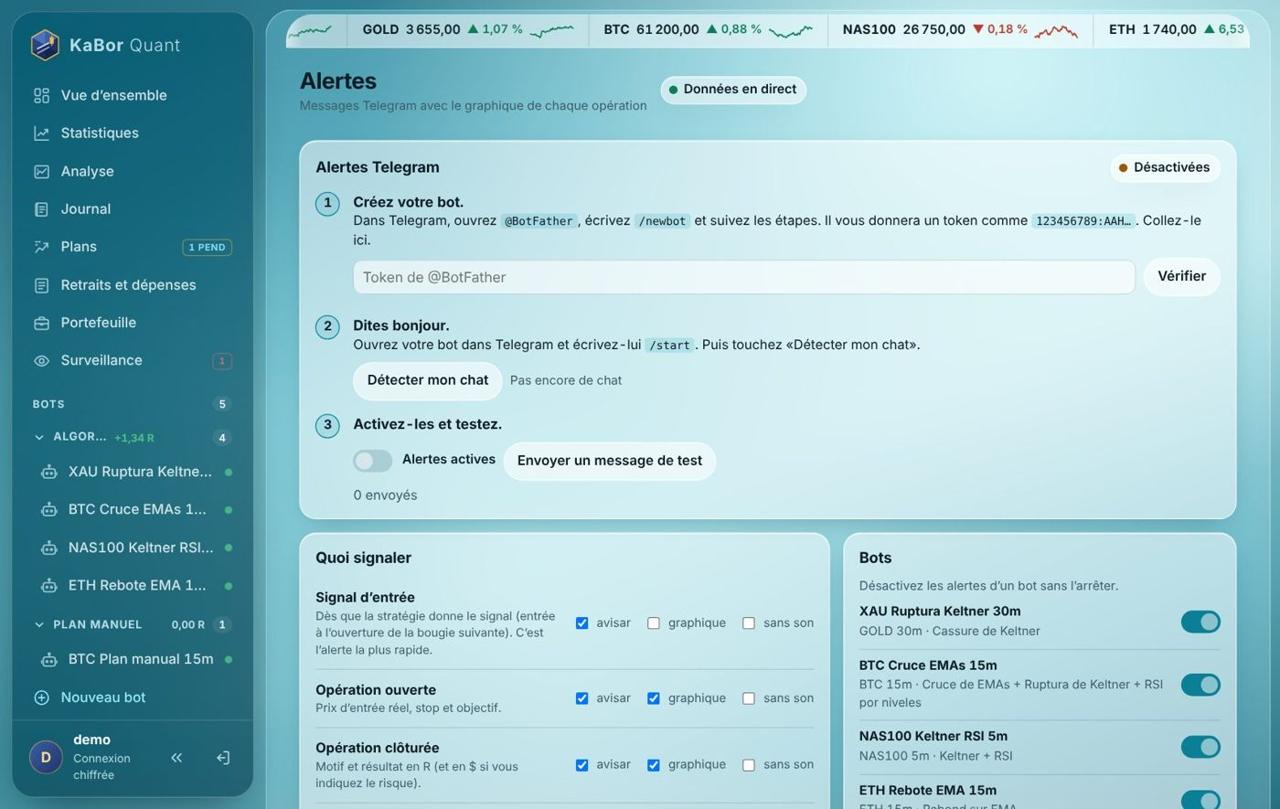 KaBor Quant
Vue d’ensemble
Statistiques
Analyse
Journal
Plans 1 PEND
Retraits et dépenses
Portefeuille
Surveillance 1
BOTS 5
ALGOR... +1,34 R 4
XAU Ruptura Keltne...
BTC Cruce EMAs 1...
NAS100 Keltner RSI...
ETH Rebote EMA 1...
PLAN MANUEL 0,00 R 1
BTC Plan manual 15m
Nouveau bot
D demo
Connexion
chiffrée
GOLD 3 655,00 ▲ 1,07 % BTC 61 200,00 ▲ 0,88 % NAS100 26 750,00 ▼ 0,18 % ETH 1 740,00 ▲ 6,53
Alertes
Messages Telegram avec le graphique de chaque opération
Données en direct
Alertes Telegram
Désactivées
1 Créez votre bot.
Dans Telegram, ouvrez @BotFather, écrivez /newbot et suivez les étapes. Il vous donnera un token comme 123456789:AAH…. Collez-le
ici.
Token de @BotFather
Vérifier
2 Dites bonjour.
Ouvrez votre bot dans Telegram et écrivez-lui /start. Puis touchez «Détecter mon chat».
Détecter mon chat Pas encore de chat
3 Activez-les et testez.
Alertes actives Envoyer un message de test
0 envoyés
Quoi signaler
Signal d’entrée
Dès que la stratégie donne le signal (entrée
à l’ouverture de la bougie suivante). C’est
l’alerte la plus rapide.
avisar graphique sans son
Opération ouverte
Prix d’entrée réel, stop et objectif.
avisar graphique sans son
Opération clôturée
Motif et résultat en R (et en $ si vous
indiquez le risque).
avisar graphique sans son
Bots
Désactivez les alertes d’un bot sans l’arrêter.
XAU Ruptura Keltner 30m
GOLD 30m · Cassure de Keltner
BTC Cruce EMAs 15m
BTC 15m · Cruce de EMAs + Ruptura de Keltner + RSI
por niveles
NAS100 Keltner RSI 5m
NAS100 5m · Keltner + RSI
ETH Rebote EMA 15m
ETH 15m · Rebond sur EMA